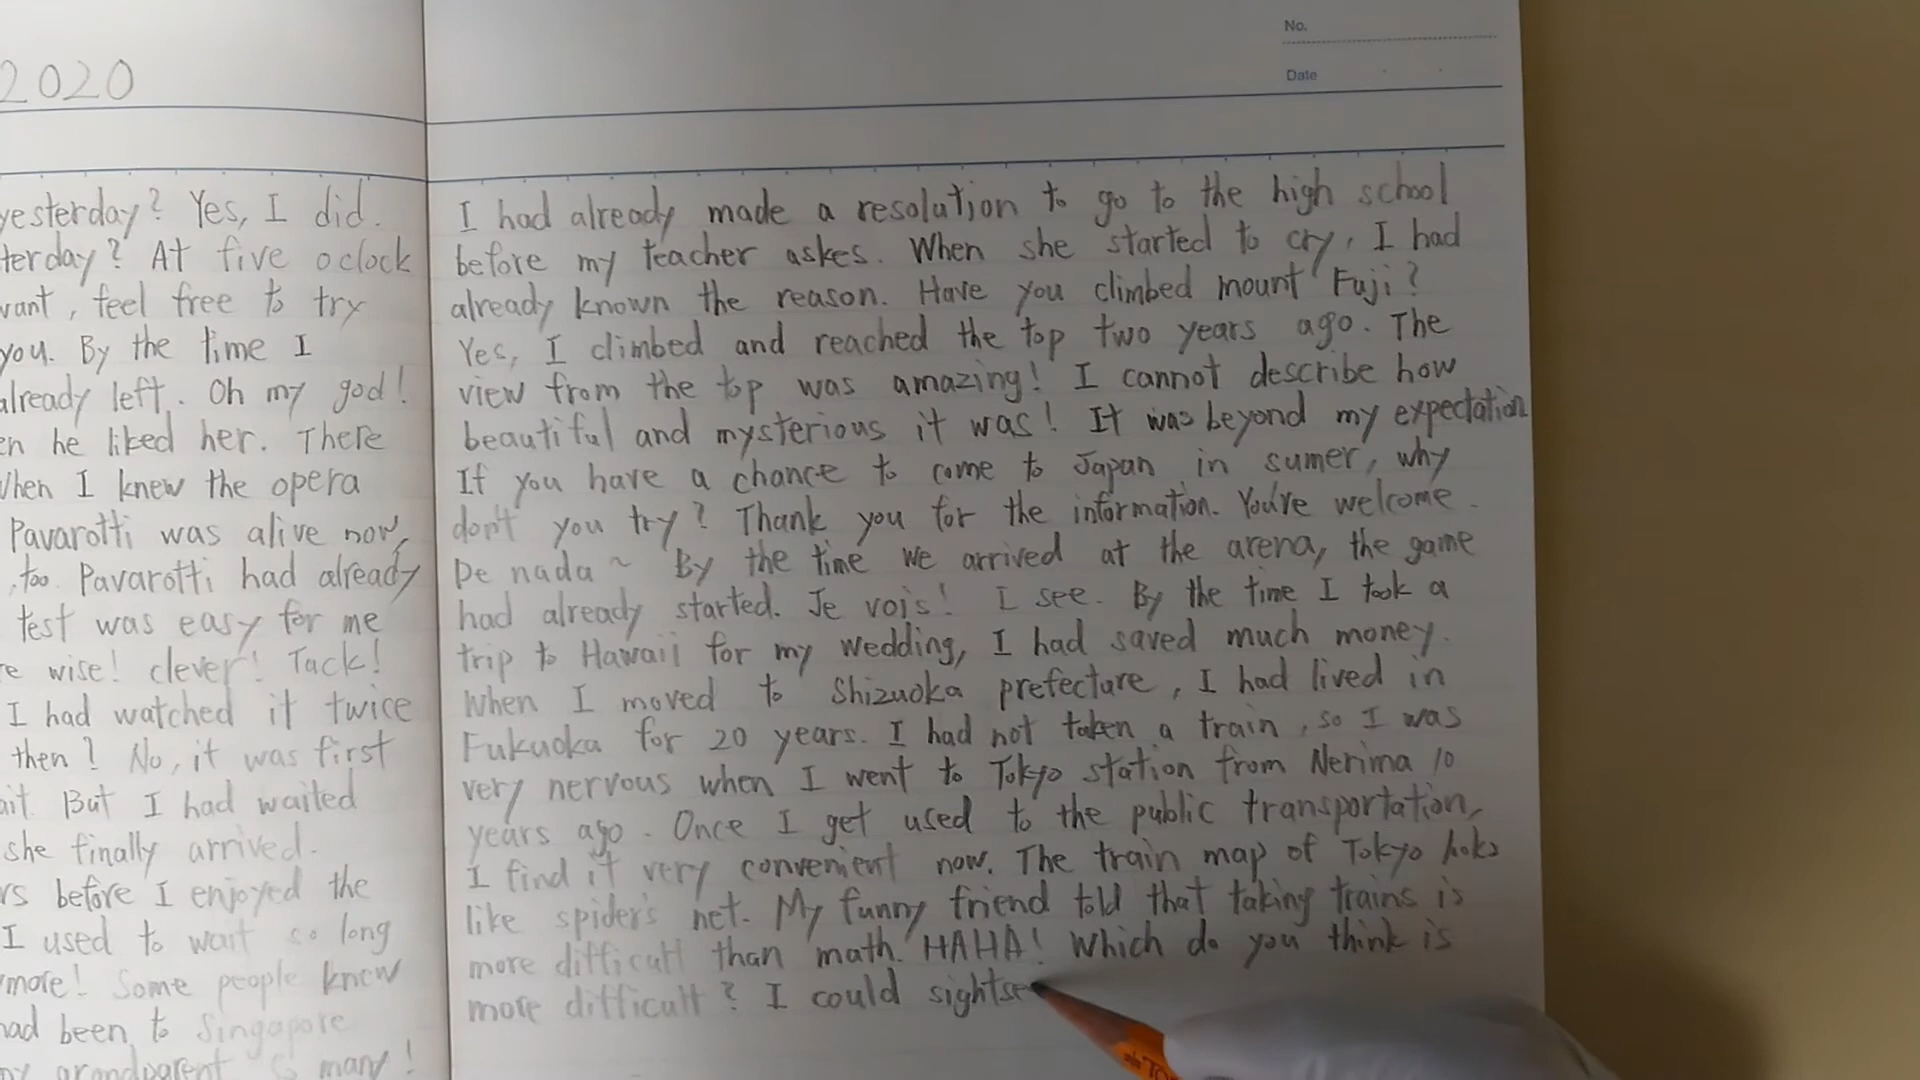 2020
yesterday? Yes, I did.
terday? At five oclock
want, feel free to try
you. By the time I
already left. Oh my god!
en he liked her. There
When I knew the opera
Pavarotti was alive now,
, too. Pavarotti had already
test was easy for me
e wise! clever! Tack!
I had watched it twice
then? No, it was first
ait. But I had waited
she finally arrived.
rs before I enjoyed the
I used to wait so long
more! Some people knew
had been to Singapore
my grandparent so many!
No.
Date
I had already made a resolution to go to the high school
before my teacher askes. When she started to cry, I had
already known the reason. Have you climbed mount Fuji?
Yes, I climbed and reached the top two years ago. The
view from the top was amazing! I cannot describe how
beautiful and mysterious it was! It was beyond my expectation
If you have a chance to come to Japan in sumer, why
don't you try? Thank you for the information. You're welcome.
De nada ~ By the time we arrived at the arena, the game
had already started. Je vois! I see. By the time I took a
trip to Hawaii for my wedding, I had saved much money.
When I moved to Shizuoka prefecture, I had lived in
Fukuoka for 20 years. I had not taken a train, so I was
very nervous when I went to Tokyo station from Nerima 10
years ago. Once I get used to the public transportation,
I find it very convenient now. The train map of Tokyo looks
like spider's net. My funny friend told that taking trains is
more difficult than math. HAHA! Which do you think is
more difficult? I could sightse